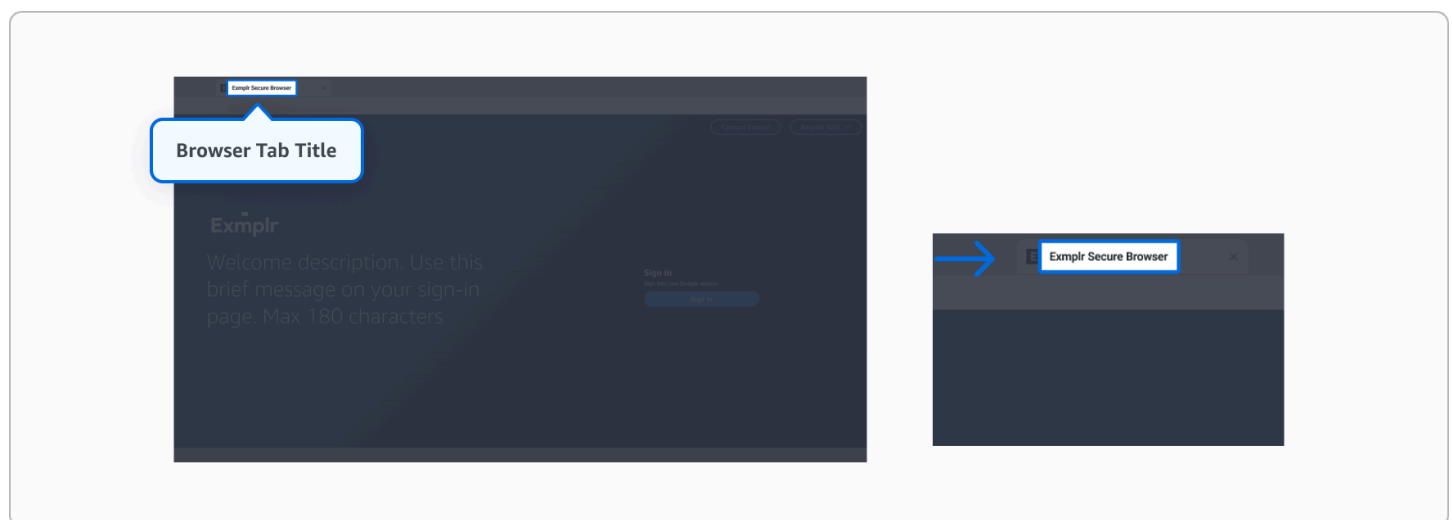 Exmplr Secure Browser
Browser Tab Title
Exmplr
Welcome description. Use this
brief message on your sign-in
page. Max 180 characters
Sign In
Sign In
E Exmplr Secure Browser